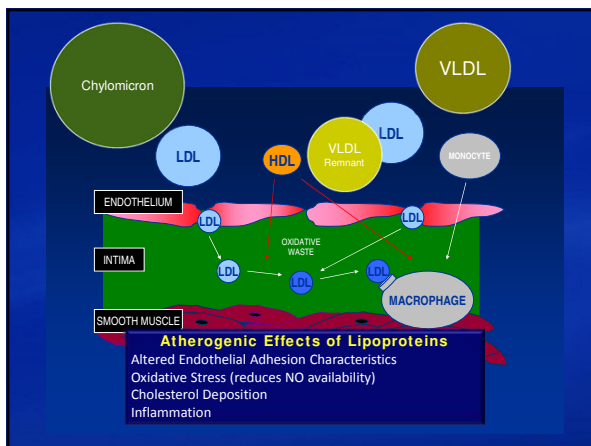 Chylomicron
VLDL
LDL
LDL
HDL
VLDL
Remnant
MONOCYTE
ENDOTHELIUM
LDL
LDL
OXIDATIVE
WASTE
INTIMA
LDL
LDL
LDL
MACROPHAGE
SMOOTH MUSCLE
Atherogenic Effects of Lipoproteins
Altered Endothelial Adhesion Characteristics
Oxidative Stress (reduces NO availability)
Cholesterol Deposition
Inflammation